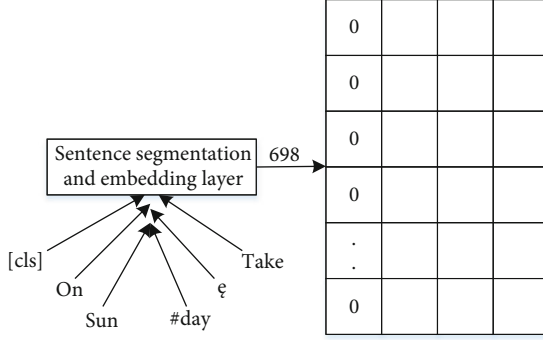 0
0
0
0
.
.
0
Sentence segmentation
and embedding layer
698
[cls]
On
Sun
#day
ę
Take